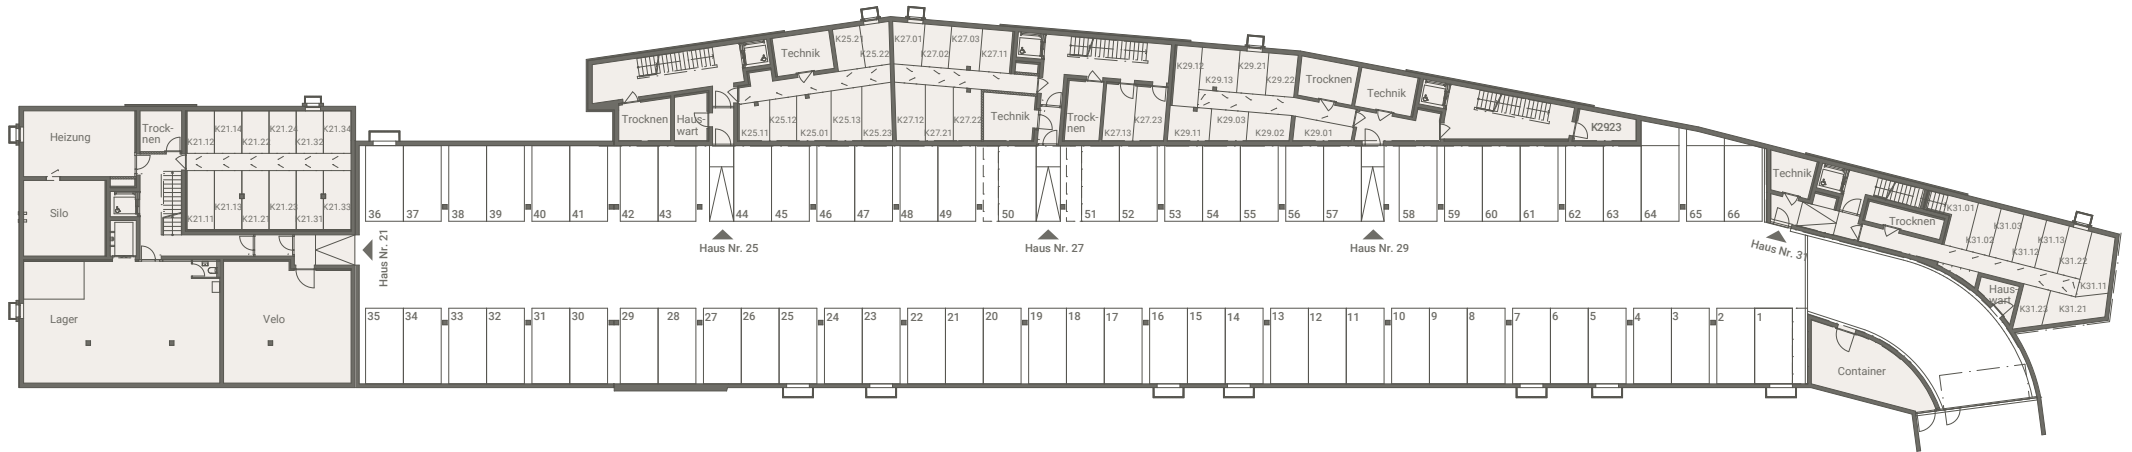 K25.21
K25.22
K27.01
K27.02
K27.03
K27.11
Technik
K29.12
K29.13
K29.21
K29.22
Trocknen
Technik
Trocknen
Haus-
wart
K25.11
K25.12
K25.01
K25.13
K25.23
K27.12
K27.21
K27.22
Technik
Trock-
nen
K27.13
K27.23
K29.11
K29.03
K29.02
K29.01
K29.23
Heizung
Trock-
nen
K21.12
K21.14
K21.22
K21.24
K21.32
K21.34
Silo
K21.11
K21.13
K21.21
K21.23
K21.31
K21.33
Technik
Trocknen
K31.01
K31.02
K31.03
K31.12
K31.13
K31.22
K31.11
Haus-
wart
K31.23
K31.21
36 37 38 39 40 41 42 43 44 45 46 47 48 49 50 51 52 53 54 55 56 57 58 59 60 61 62 63 64 65 66
Haus Nr. 21
Haus Nr. 25
Haus Nr. 27
Haus Nr. 29
Haus Nr. 31
Lager
Velo
35 34 33 32 31 30 29 28 27 26 25 24 23 22 21 20 19 18 17 16 15 14 13 12 11 10 9 8 7 6 5 4 3 2 1
Container